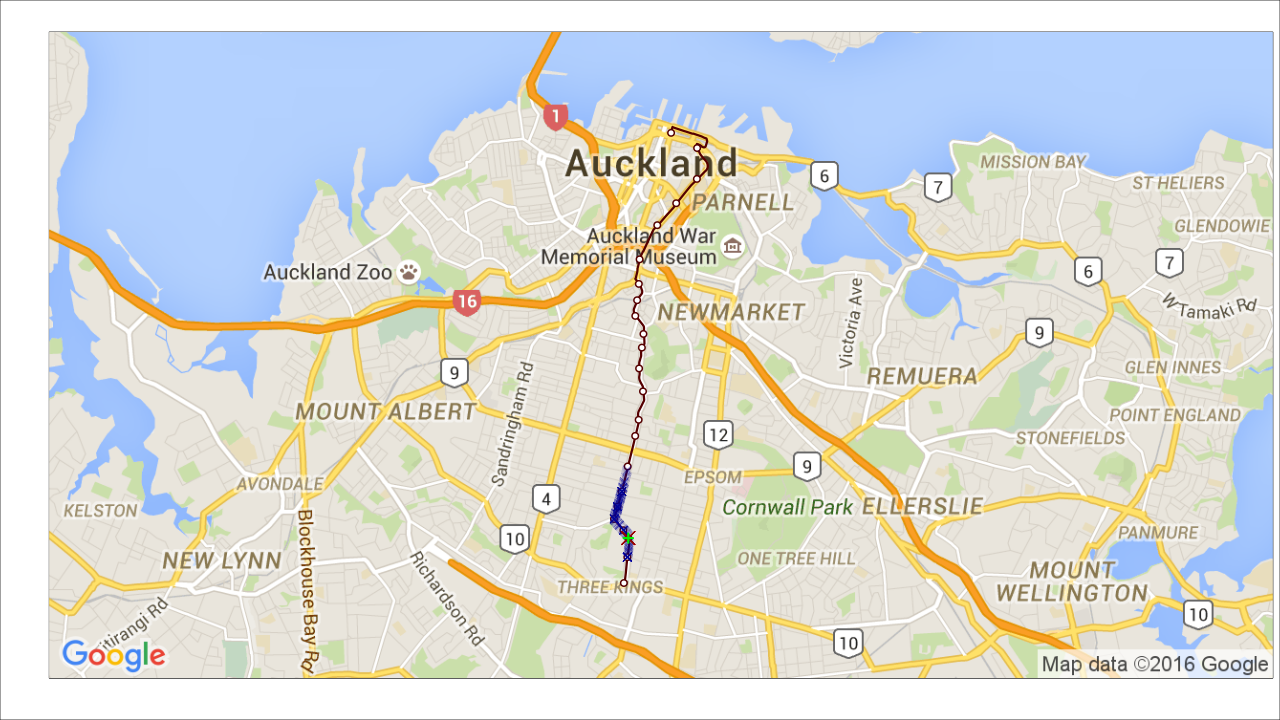 1
Auckland
6
7
MISSION BAY
ST HELIERS
PARNELL
GLENDOWIE
Auckland War
Memorial Museum
Auckland Zoo
6
7
16
NEWMARKET
W Tamaki Rd
Victoria Ave
9
9
GLEN INNES
REMUERA
Sandringham Rd
MOUNT ALBERT
POINT ENGLAND
12
STONEFIELDS
9
EPSOM
AVONDALE
4
Cornwall Park
ELLERSLIE
KELSTON
Blockhouse Bay Rd
10
PANMURE
NEW LYNN
ONE TREE HILL
MOUNT
WELLINGTON
Richardson Rd
THREE KINGS
10
10
Google
Map data ©2016 Google